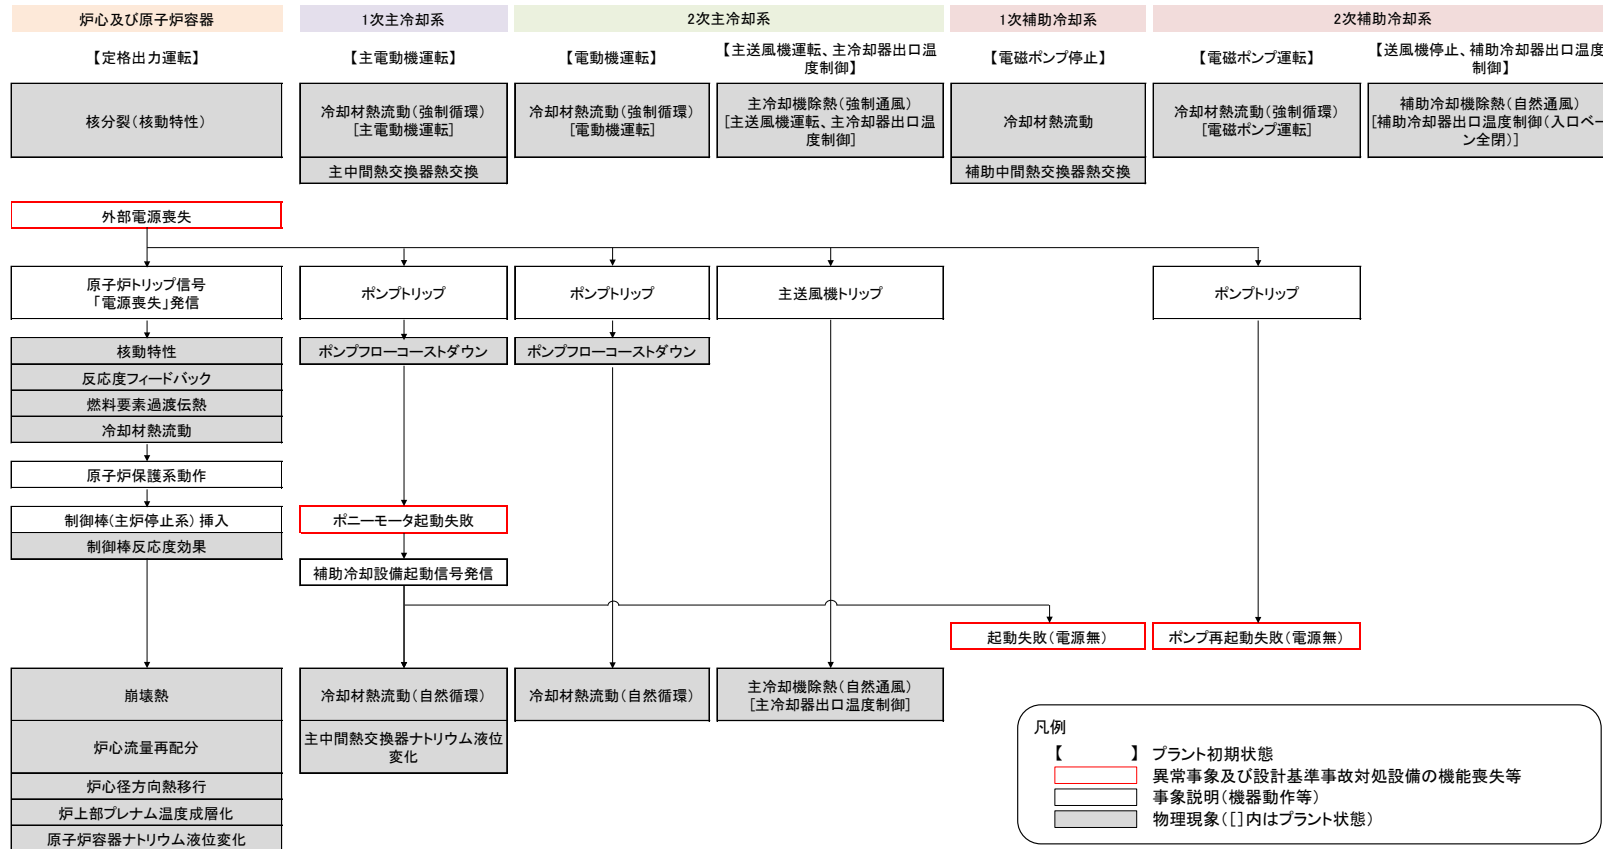 炉心及び原子炉容器
1次主冷却系
2次主冷却系
1次補助冷却系
2次補助冷却系
【定格出力運転】
【主電動機運転】
【電動機運転】
【主送風機運転、主冷却器出口温
度制御】
【電磁ポンプ停止】
【電磁ポンプ運転】
【送風機停止、補助冷却器出口温度
制御】
核分裂(核動特性)
冷却材熱流動(強制循環)
[主電動機運転]
冷却材熱流動(強制循環)
[電動機運転]
主冷却機除熱(強制通風)
[主送風機運転、主冷却器出口温
度制御]
冷却材熱流動
冷却材熱流動(強制循環)
[電磁ポンプ運転]
補助冷却機除熱(自然通風)
[補助冷却器出口温度制御(入口ベー
ン全閉)]
主中間熱交換器熱交換
補助中間熱交換器熱交換
外部電源喪失
原子炉トリップ信号
「電源喪失」発信
ポンプトリップ
ポンプトリップ
主送風機トリップ
ポンプトリップ
核動特性
ポンプフローコーストダウン
ポンプフローコーストダウン
反応度フィードバック
燃料要素過渡伝熱
冷却材熱流動
原子炉保護系動作
制御棒(主炉停止系) 挿入
ポニーモータ起動失敗
制御棒反応度効果
補助冷却設備起動信号発信
起動失敗(電源無)
ポンプ再起動失敗(電源無)
崩壊熱
冷却材熱流動(自然循環)
冷却材熱流動(自然循環)
主冷却機除熱(自然通風)
[主冷却器出口温度制御]
炉心流量再配分
主中間熱交換器ナトリウム液位
変化
炉心径方向熱移行
炉上部プレナム温度成層化
原子炉容器ナトリウム液位変化
凡例
【 】 プラント初期状態
異常事象及び設計基準事故対処設備の機能喪失等
事象説明(機器動作等)
物理現象([]内はプラント状態)